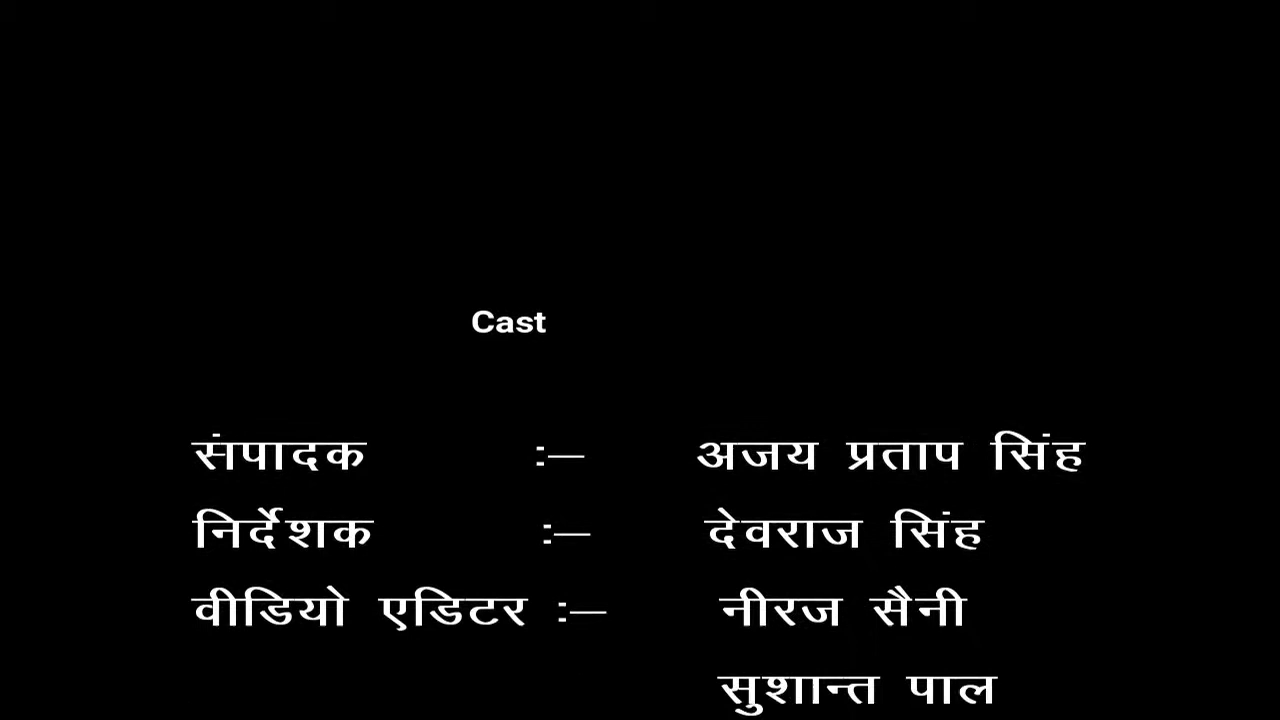 Cast
संपादक :— अजय प्रताप सिंह
निर्देशक :— देवराज सिंह
वीडियो एडिटर :— नीरज सैनी
सुशान्त पाल